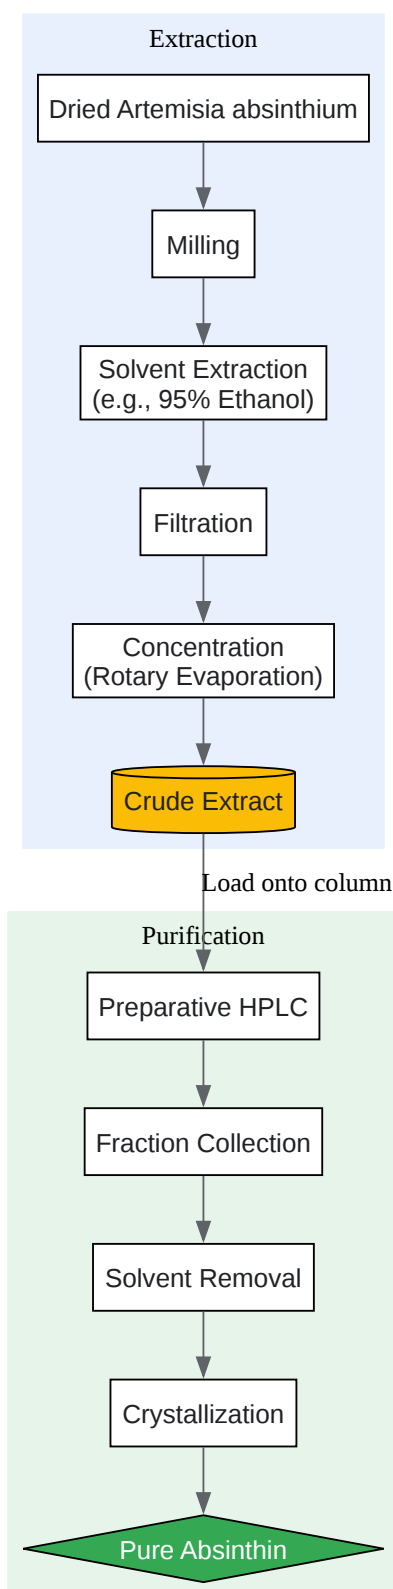 Extraction
Dried Artemisia absinthium
Milling
Solvent Extraction
(e.g., 95% Ethanol)
Filtration
Concentration
(Rotary Evaporation)
Crude Extract
Load onto column
Purification
Preparative HPLC
Fraction Collection
Solvent Removal
Crystallization
Pure Absinthin